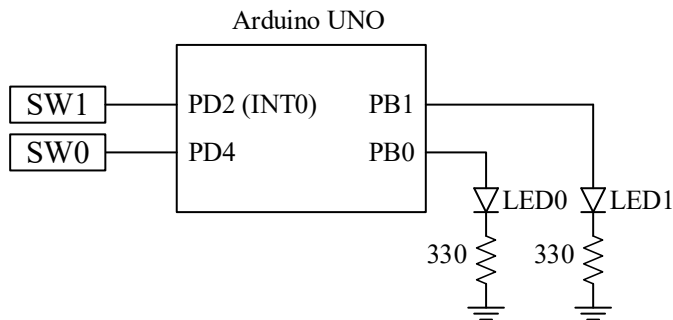 Arduino UNO
SW1
PD2 (INT0)
PB1
SW0
PD4
PB0
LED0
LED1
330
330